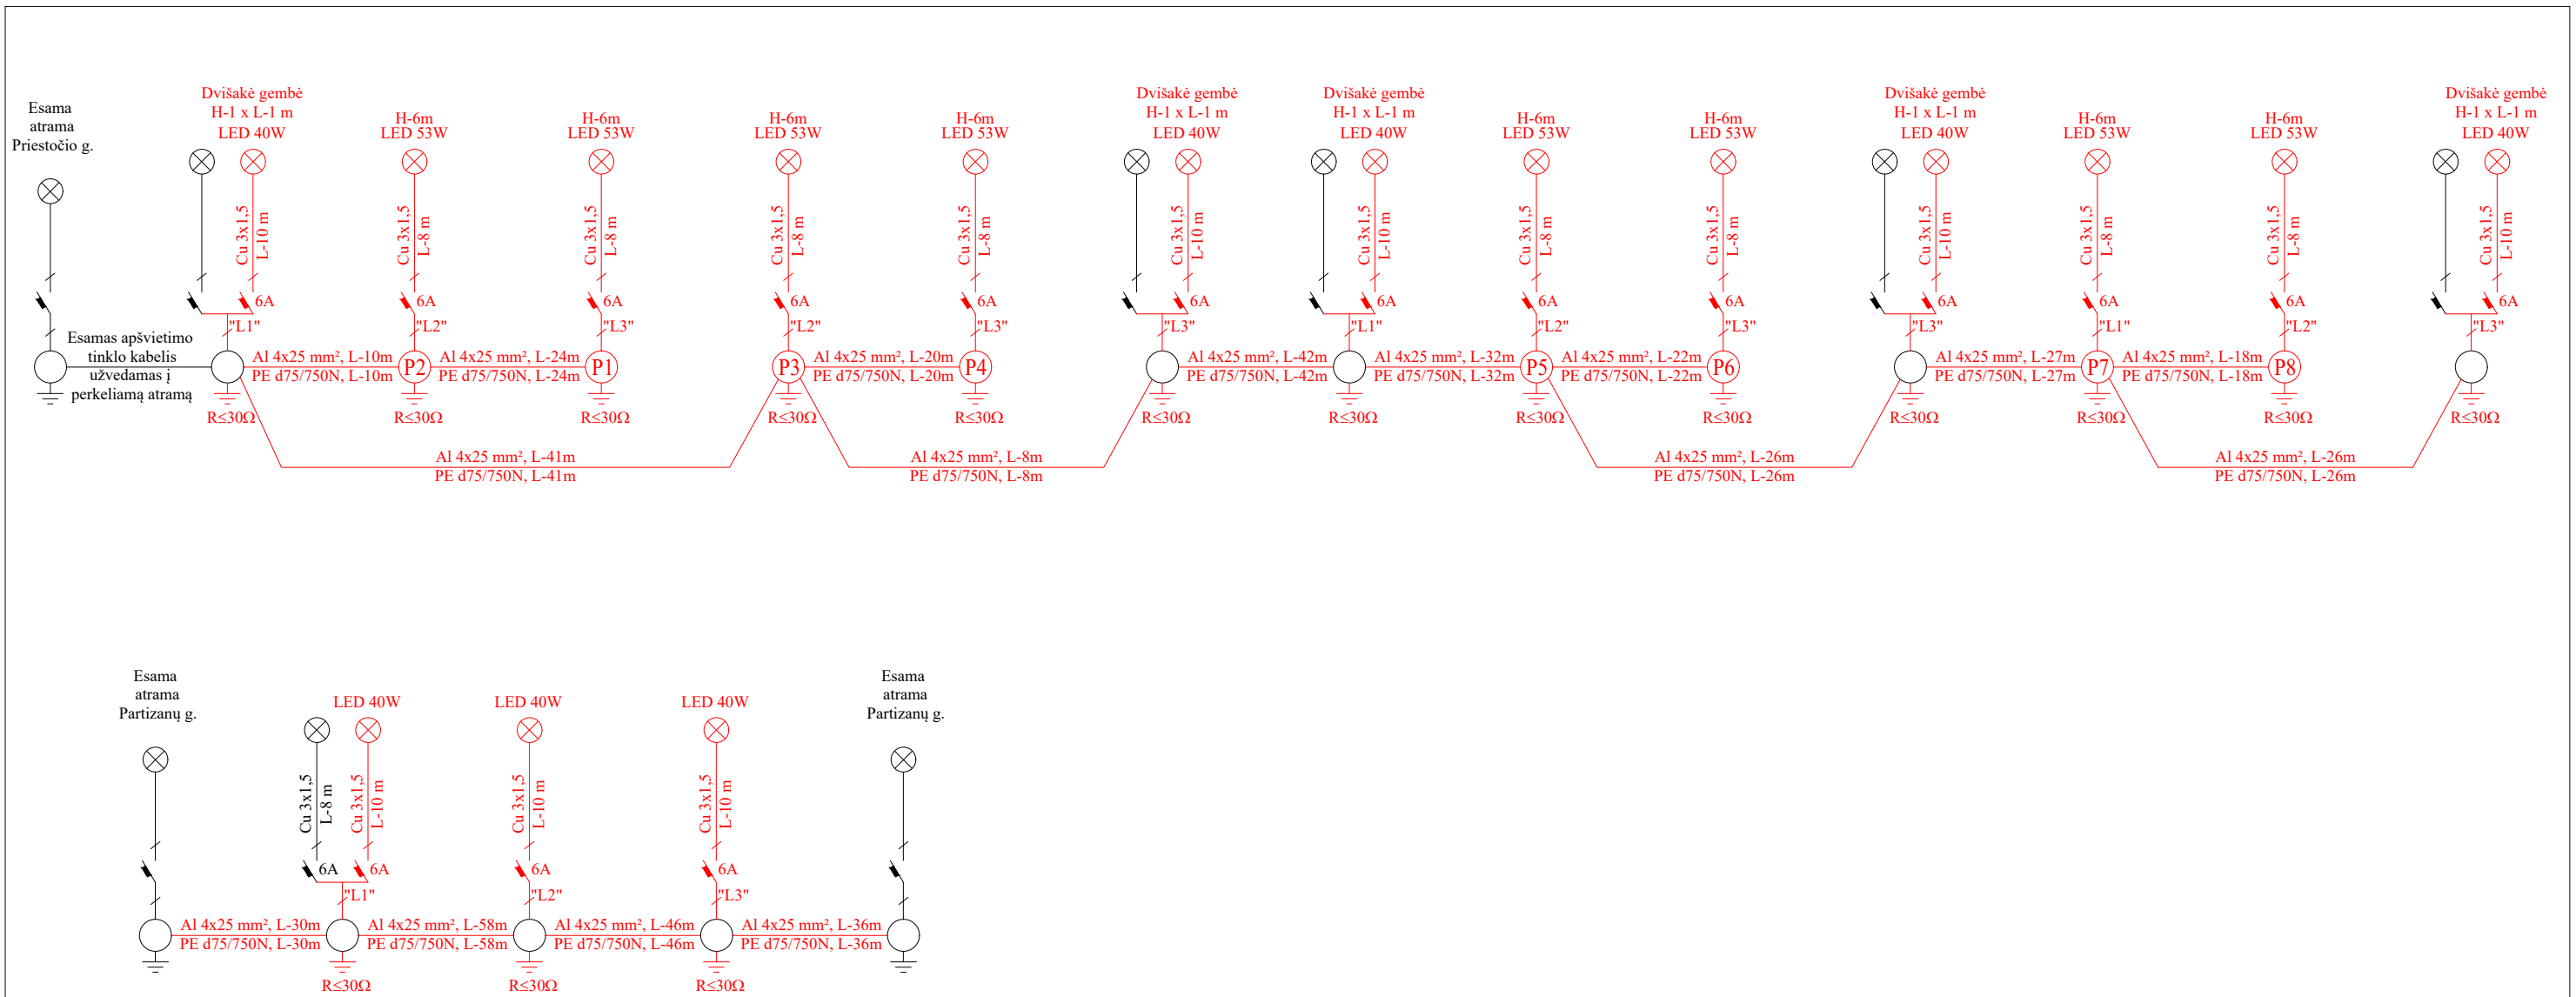 Esama
atrama
Priestočio g.
Dvišakė gembė
H-1 x L-1 m
LED 40W
H-6m
LED 53W
H-6m
LED 53W
H-6m
LED 53W
H-6m
LED 53W
Dvišakė gembė
H-1 x L-1 m
LED 40W
Dvišakė gembė
H-1 x L-1 m
LED 40W
H-6m
LED 53W
H-6m
LED 53W
Dvišakė gembė
H-1 x L-1 m
LED 40W
H-6m
LED 53W
H-6m
LED 53W
Dvišakė gembė
H-1 x L-1 m
LED 40W
Cu 3x1,5
L-10 m
Cu 3x1,5
L-8 m
Cu 3x1,5
L-8 m
Cu 3x1,5
L-8 m
Cu 3x1,5
L-8 m
Cu 3x1,5
L-10 m
Cu 3x1,5
L-10 m
Cu 3x1,5
L-8 m
Cu 3x1,5
L-8 m
Cu 3x1,5
L-10 m
Cu 3x1,5
L-8 m
Cu 3x1,5
L-8 m
Cu 3x1,5
L-10 m
6A
6A
6A
6A
6A
6A
6A
6A
6A
6A
6A
6A
6A
"L1"
"L2"
"L3"
"L2"
"L3"
"L3"
"L1"
"L2"
"L3"
"L3"
"L1"
"L2"
"L3"
Esamas apšvietimo
tinklo kabelis
užvedamas į
perkeliamą atramą
Al 4x25 mm², L-10m
PE d75/750N, L-10m
P2
Al 4x25 mm², L-24m
PE d75/750N, L-24m
P1
P3
Al 4x25 mm², L-20m
PE d75/750N, L-20m
P4
Al 4x25 mm², L-42m
PE d75/750N, L-42m
Al 4x25 mm², L-32m
PE d75/750N, L-32m
P5
Al 4x25 mm², L-22m
PE d75/750N, L-22m
P6
Al 4x25 mm², L-27m
PE d75/750N, L-27m
P7
Al 4x25 mm², L-18m
PE d75/750N, L-18m
P8
R≤30Ω
R≤30Ω
R≤30Ω
R≤30Ω
R≤30Ω
R≤30Ω
R≤30Ω
R≤30Ω
R≤30Ω
R≤30Ω
R≤30Ω
R≤30Ω
R≤30Ω
Al 4x25 mm², L-41m
PE d75/750N, L-41m
Al 4x25 mm², L-8m
PE d75/750N, L-8m
Al 4x25 mm², L-26m
PE d75/750N, L-26m
Al 4x25 mm², L-26m
PE d75/750N, L-26m
Esama
atrama
Partizanų g.
LED 40W
LED 40W
LED 40W
Esama
atrama
Partizanų g.
Cu 3x1,5
L-8 m
Cu 3x1,5
L-10 m
Cu 3x1,5
L-10 m
Cu 3x1,5
L-10 m
6A
6A
6A
6A
"L1"
"L2"
"L3"
Al 4x25 mm², L-30m
PE d75/750N, L-30m
Al 4x25 mm², L-58m
PE d75/750N, L-58m
Al 4x25 mm², L-46m
PE d75/750N, L-46m
Al 4x25 mm², L-36m
PE d75/750N, L-36m
R≤30Ω
R≤30Ω
R≤30Ω